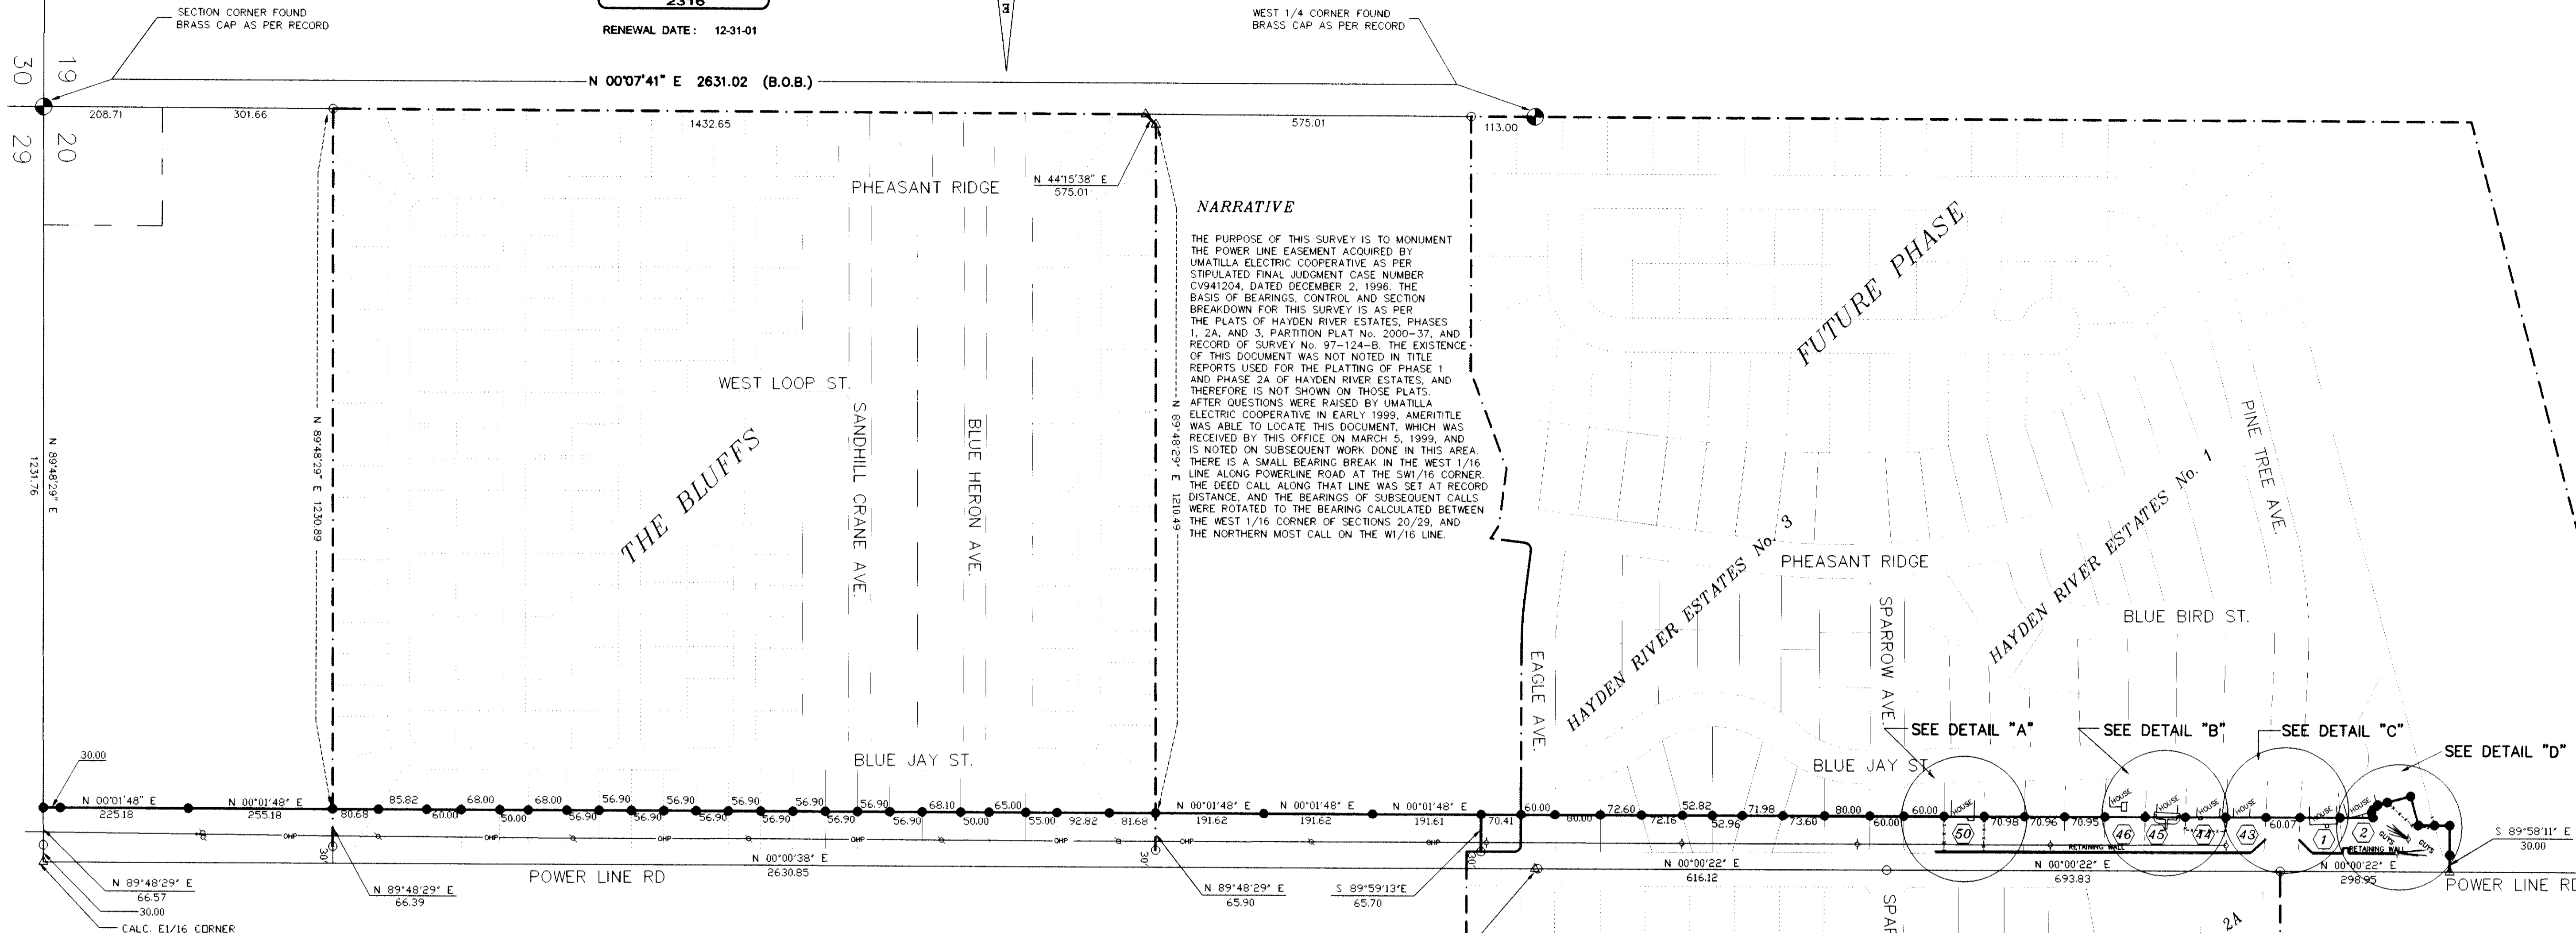 SECTION CORNER FOUND
BRASS CAP AS PER RECORD
2316
RENEWAL DATE : 12-31-01
E
WEST 1/4 CORNER FOUND
BRASS CAP AS PER RECORD
30 19
29 20
N 00°07'41" E 2631.02 (B.O.B.)
208.71
301.66
1432.65
575.01
113.00
PHEASANT RIDGE
N 44°15'38" E
575.01
NARRATIVE
THE PURPOSE OF THIS SURVEY IS TO MONUMENT
THE POWER LINE EASEMENT ACQUIRED BY
UMATILLA ELECTRIC COOPERATIVE AS PER
STIPULATED FINAL JUDGMENT CASE NUMBER
CV941204, DATED DECEMBER 2, 1996. THE
BASIS OF BEARINGS, CONTROL AND SECTION
BREAKDOWN FOR THIS SURVEY IS AS PER
THE PLATS OF HAYDEN RIVER ESTATES, PHASES
1, 2A, AND 3, PARTITION PLAT No. 2000-37, AND
RECORD OF SURVEY No. 97-124-B. THE EXISTENCE
OF THIS DOCUMENT WAS NOT NOTED IN TITLE
REPORTS USED FOR THE PLATTING OF PHASE 1
AND PHASE 2A OF HAYDEN RIVER ESTATES, AND
THEREFORE IS NOT SHOWN ON THOSE PLATS.
AFTER QUESTIONS WERE RAISED BY UMATILLA
ELECTRIC COOPERATIVE IN EARLY 1999, AMERITITLE
WAS ABLE TO LOCATE THIS DOCUMENT, WHICH WAS
RECEIVED BY THIS OFFICE ON MARCH 5, 1999, AND
IS NOTED ON SUBSEQUENT WORK DONE IN THIS AREA.
THERE IS A SMALL BEARING BREAK IN THE WEST 1/16
LINE ALONG POWERLINE ROAD AT THE SW1/16 CORNER.
THE DEED CALL ALONG THAT LINE WAS SET AT RECORD
DISTANCE, AND THE BEARINGS OF SUBSEQUENT CALLS
WERE ROTATED TO THE BEARING CALCULATED BETWEEN
THE WEST 1/16 CORNER OF SECTIONS 20/29, AND
THE NORTHERN MOST CALL ON THE W1/16 LINE.
FUTURE PHASE
WEST LOOP ST.
SANDHILL CRANE AVE.
BLUE HERON AVE.
THE BLUFFS
N 89°48'29" E
1231.76
N 89°48'29" E 1230.89
N 89°48'29" E 1210.49
PINE TREE AVE.
HAYDEN RIVER ESTATES No. 3
HAYDEN RIVER ESTATES No. 1
PHEASANT RIDGE
BLUE BIRD ST.
EAGLE AVE.
SPARROW AVE.
SEE DETAIL "A"
SEE DETAIL "B"
SEE DETAIL "C"
SEE DETAIL "D"
BLUE JAY ST.
BLUE JAY ST.
30.00
N 00°01'48" E
225.18
N 00°01'48" E
255.18
80.68
85.82
60.00
68.00
50.00
68.00
56.90
56.90
56.90
56.90
56.90
56.90
56.90
56.90
56.90
56.90
56.90
68.10
50.00
65.00
55.00
92.82
81.68
N 00°01'48" E
191.62
N 00°01'48" E
191.62
N 00°01'48" E
191.61
70.41
60.00
80.00
72.60
72.16
52.82
52.96
71.98
73.60
80.00
60.00
60.00
HOUSE
70.98
70.96
70.95
HOUSE
HOUSE
HOUSE
HOUSE
60.07
HOUSE
HOUSE
50
46
45
44
43
1
2
GUYS
GUYS
RETAINING WALL
RETAINING WALL
OHP
OHP
OHP
OHP
OHP
OHP
OHP
30'
30'
30'
S 89°58'11" E
30.00
N 00°00'38" E
2630.85
POWER LINE RD
N 00°00'22" E
616.12
N 00°00'22" E
693.83
N 00°00'22" E
298.95
POWER LINE RD
N 89°48'29" E
66.57
30.00
CALC. E1/16 CORNER
N 89°48'29" E
66.39
N 89°48'29" E
65.90
S 89°59'13"E
65.70
SPAR
2A